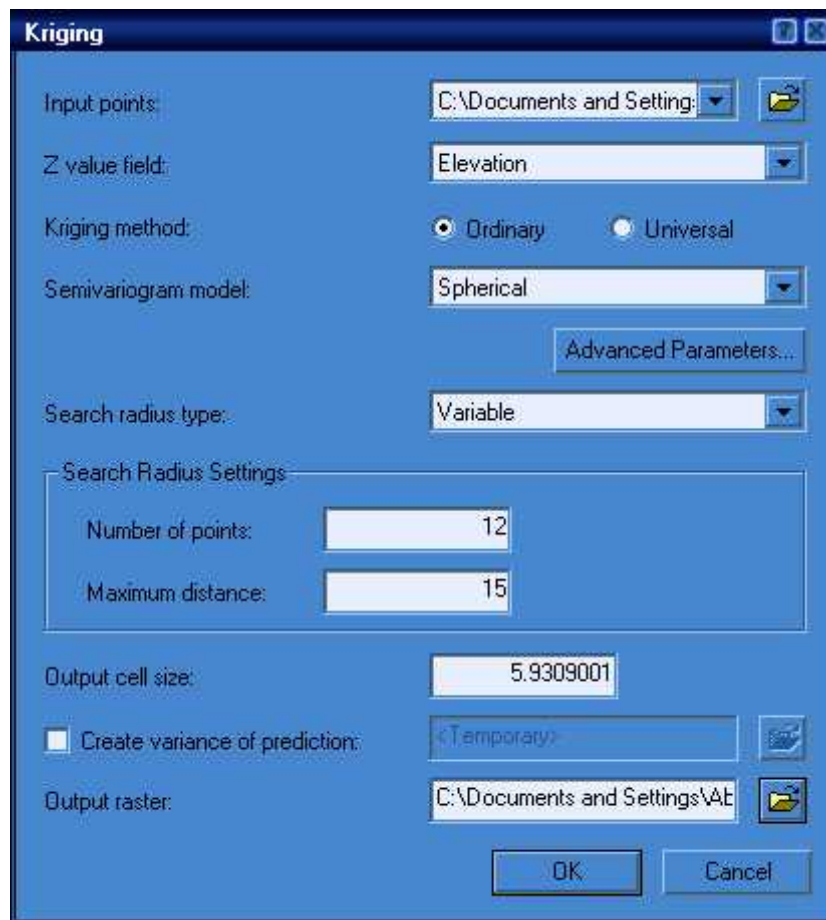 Kriging
Input points: C:\Documents and Setting
Z value field: Elevation
Kriging method: Ordinary Universal
Semivariogram model: Spherical
Advanced Parameters...
Search radius type: Variable
Search Radius Settings
Number of points: 12
Maximum distance: 15
Output cell size: 5.9309001
Create variance of prediction: <Temporary>
Output raster: C:\Documents and Settings\AB
OK Cancel